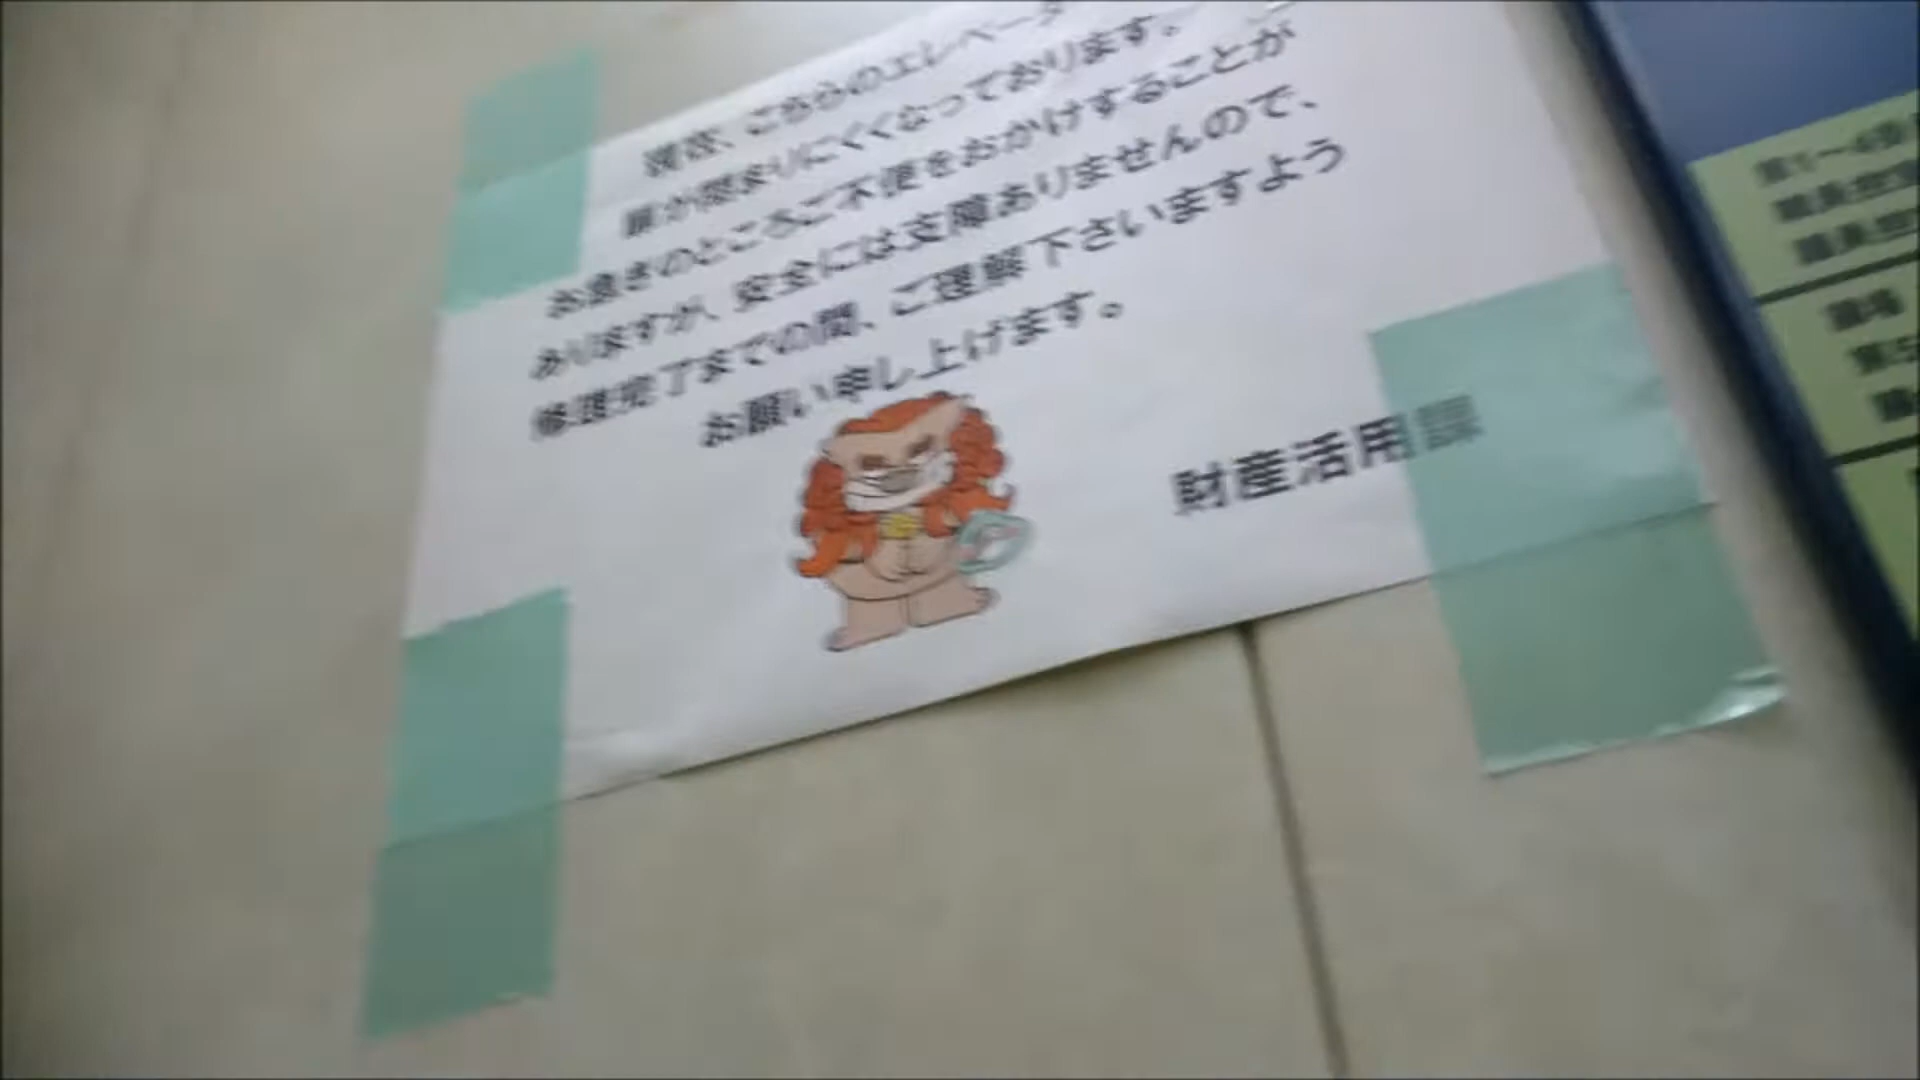 現在、こちらのエレベータ
扉が閉まりにくくなっております。
お急ぎのところご不便をおかけすることが
ありますが、安全には支障ありませんので、
修理完了までの間、ご理解下さいますよう
お願い申し上げます。
財産活用課